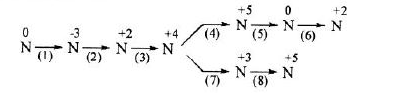 +5 0 +2
0 -3 +2 +4 N N N
N (1) N (2) N (3) N (4) (5) (6)
+3 +5
(7) N (8) N